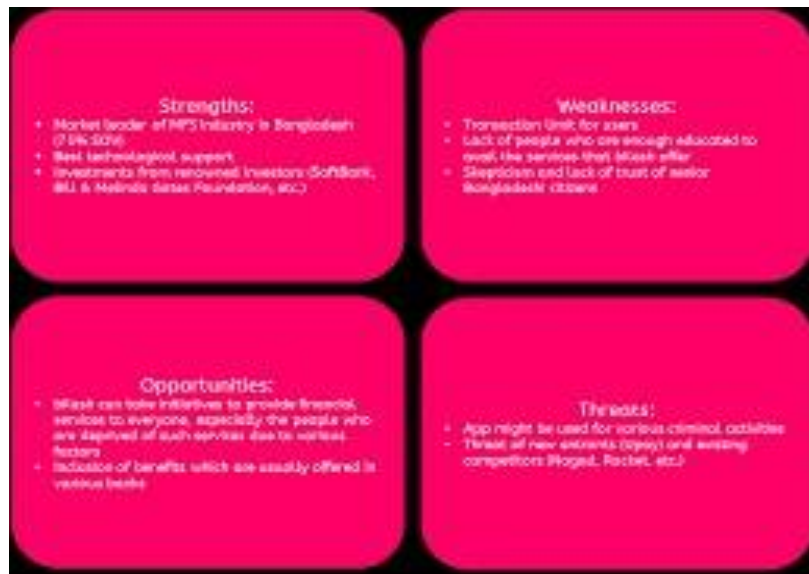 Strengths:
• Market leader of MFS industry in Bangladesh
• Best technological support
• Investments from renowned investors (SoftBank,
Bill & Melinda Gates Foundation, etc.)
Weaknesses:
• Transaction limit for users
• Lack of people who are enough educated to
avail the services that bKash offer
• Skepticism and lack of trust of senior
Bangladeshi citizens
Opportunities:
• bKash can take initiatives to provide financial
services to everyone, especially the people who
are deprived of such services due to various
factors
• Inclusion of benefits which are usually offered in
various banks
Threats:
• App might be used for various criminal activities
• Threat of new entrants (Upay) and existing
competitors (Nagad, Rocket, etc.)